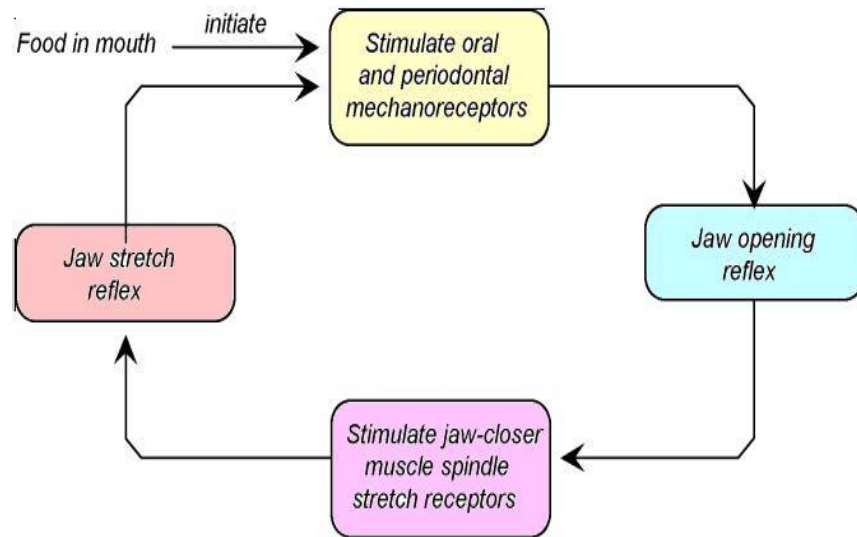 Food in mouth
initiate
Stimulate oral
and periodontal
mechanoreceptors
Jaw opening
reflex
Stimulate jaw-closer
muscle spindle
stretch receptors
Jaw stretch
reflex